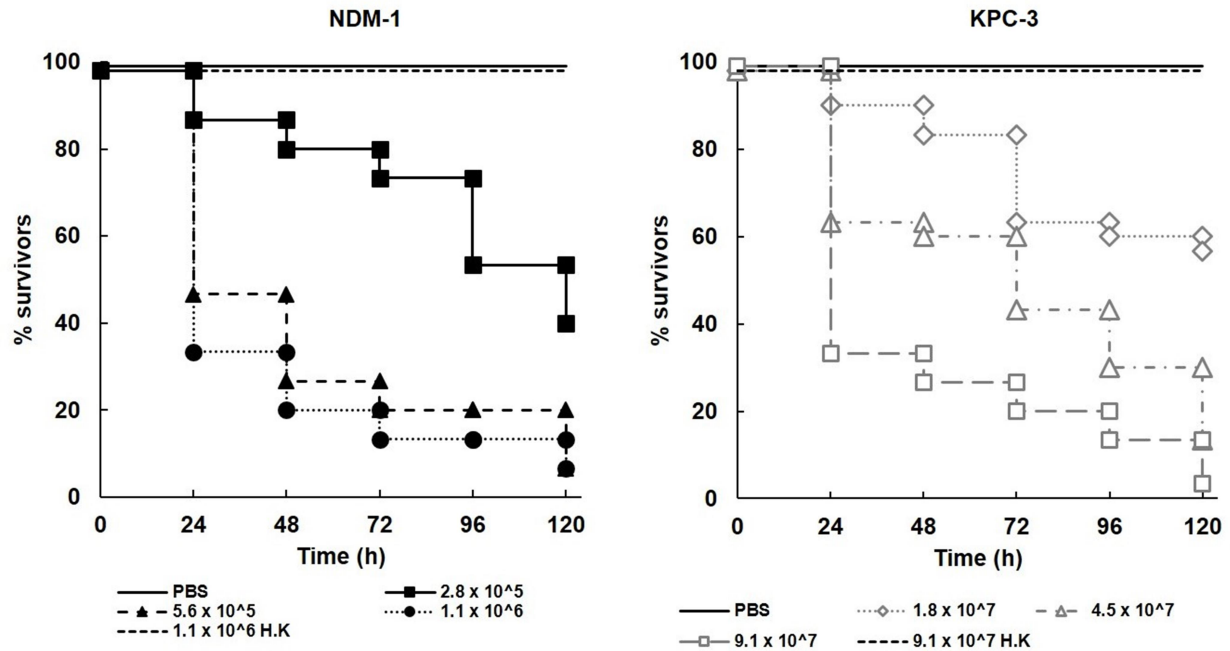 NDM-1
100
80
60
40
20
0
% survivors
0 24 48 72 96 120
Time (h)
PBS 2.8 x 10^5
5.6 x 10^5 1.1 x 10^6
1.1 x 10^6 H.K
KPC-3
100
80
60
40
20
0
% survivors
0 24 48 72 96 120
Time (h)
PBS 1.8 x 10^7 4.5 x 10^7
9.1 x 10^7 9.1 x 10^7 H.K